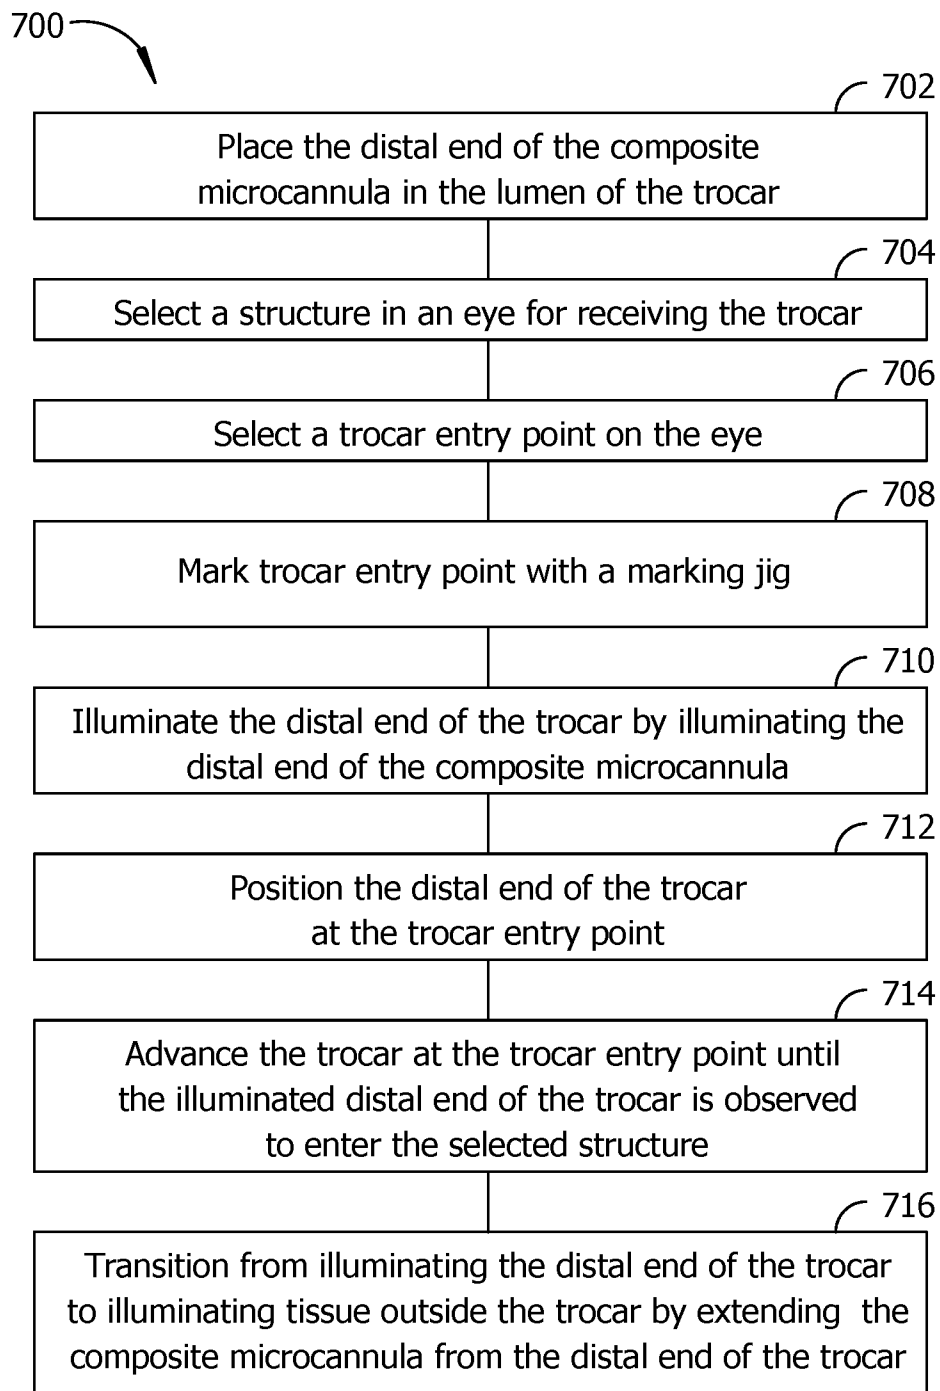 700
702
Place the distal end of the composite
microcannula in the lumen of the trocar
704
Select a structure in an eye for receiving the trocar
706
Select a trocar entry point on the eye
708
Mark trocar entry point with a marking jig
710
Illuminate the distal end of the trocar by illuminating the
distal end of the composite microcannula
712
Position the distal end of the trocar
at the trocar entry point
714
Advance the trocar at the trocar entry point until
the illuminated distal end of the trocar is observed
to enter the selected structure
716
Transition from illuminating the distal end of the trocar
to illuminating tissue outside the trocar by extending the
composite microcannula from the distal end of the trocar